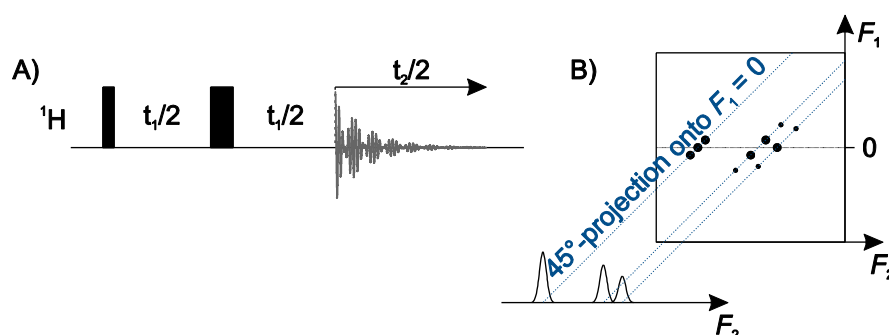 A)
¹H
t₁/2
t₁/2
t₂/2
B)
F₁
0
F₂
45°-projection onto F₁ = 0
F₂